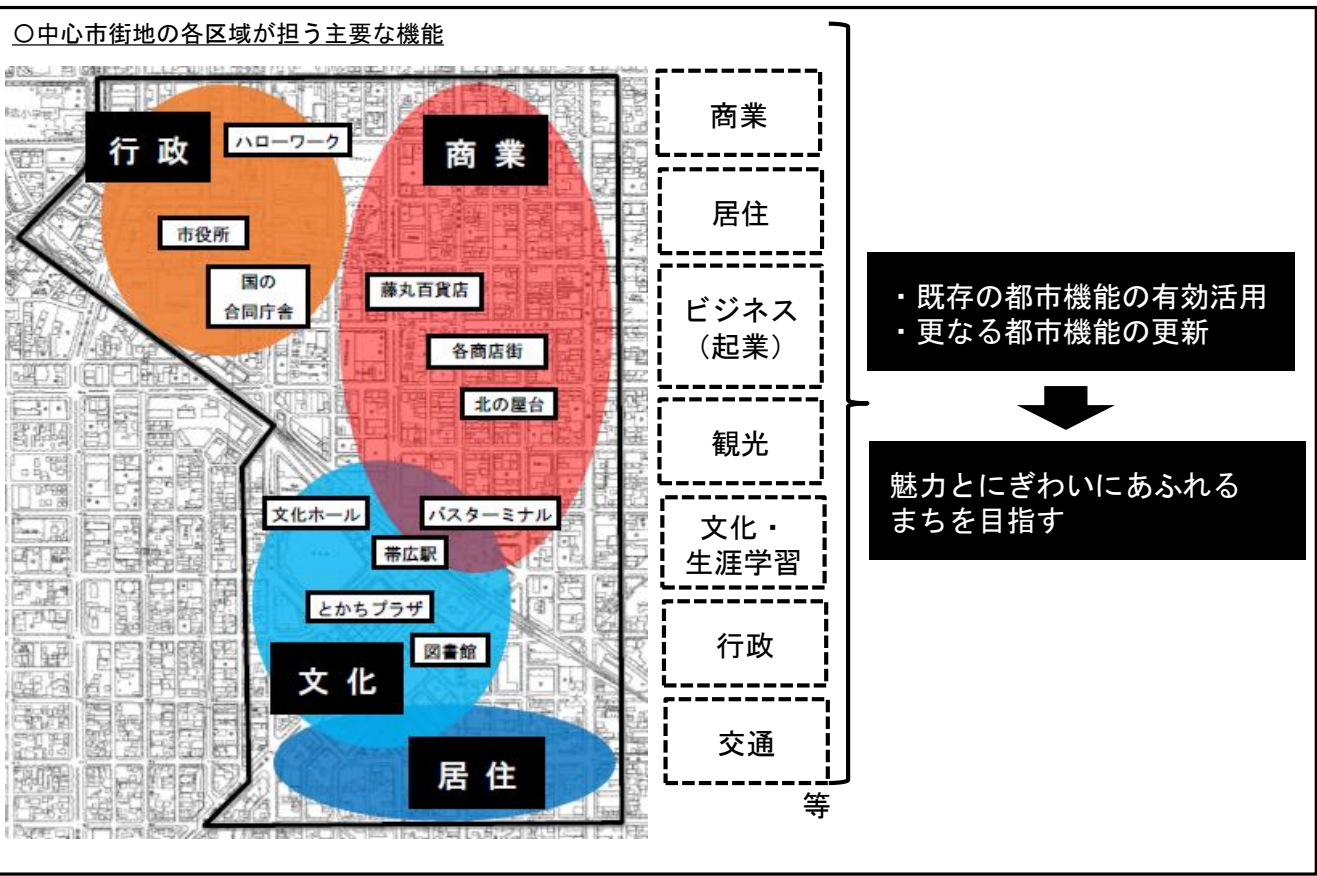 〇中心市街地の各区域が担う主要な機能
行政
ハローワーク
市役所
国の
合同庁舎
商業
藤丸百貨店
各商店街
北の屋台
文化ホール
バスターミナル
帯広駅
とかちプラザ
図書館
文化
居住
商業
居住
ビジネス
(起業)
観光
文化・
生涯学習
行政
交通
等
・既存の都市機能の有効活用
・更なる都市機能の更新
魅力とにぎわいにあふれる
まちを目指す